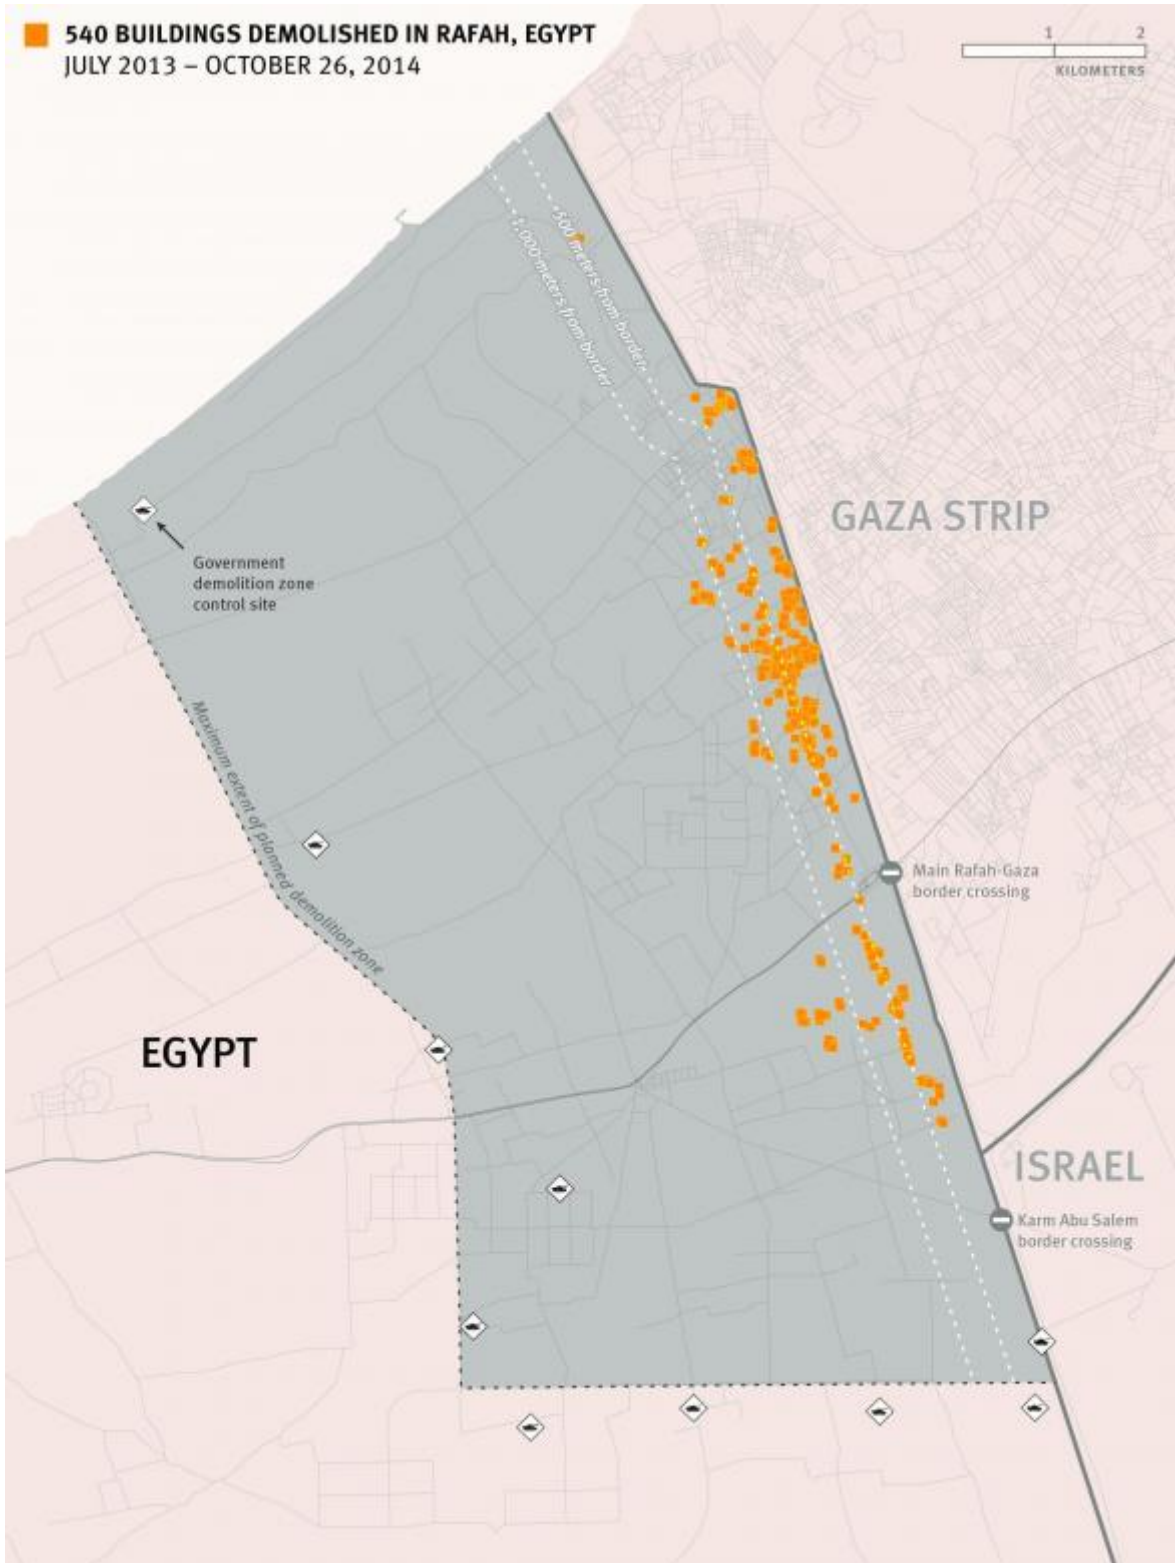 540 BUILDINGS DEMOLISHED IN RAFAH, EGYPT
JULY 2013 – OCTOBER 26, 2014
1 2
KILOMETERS
500 meters from border
1,000 meters from border
GAZA STRIP
Government
demolition zone
control site
Maximum extent of planned demolition zone
Main Rafah-Gaza
border crossing
EGYPT
ISRAEL
Karm Abu Salem
border crossing